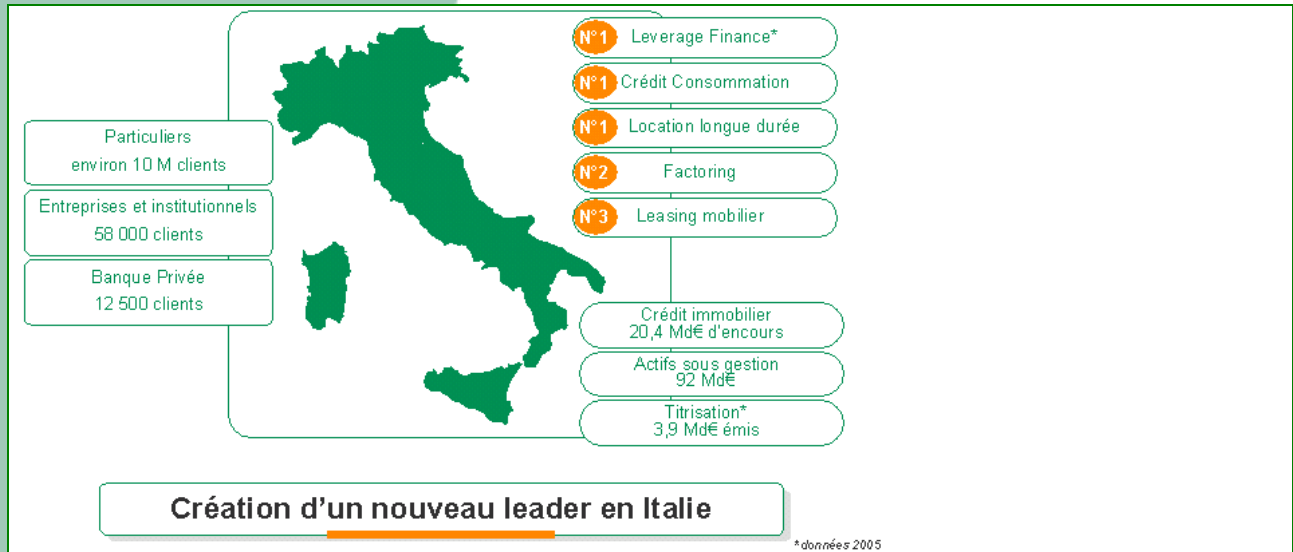 N°1 Leverage Finance*
N°1 Crédit Consommation
N°1 Location longue durée
N°2 Factoring
N°3 Leasing mobilier
Particuliers
environ 10 M clients
Entreprises et institutionnels
58 000 clients
Banque Privée
12 500 clients
Crédit immobilier
20,4 Md€ d'encours
Actifs sous gestion
92 Md€
Titrisation*
3,9 Md€ émis
Création d'un nouveau leader en Italie
*données 2005